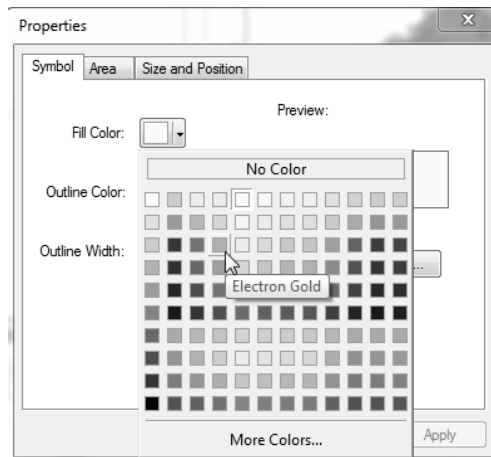 Properties
x
Symbol Area Size and Position
Preview:
Fill Color:
No Color
Outline Color:
Outline Width:
...
Electron Gold
More Colors...
Apply